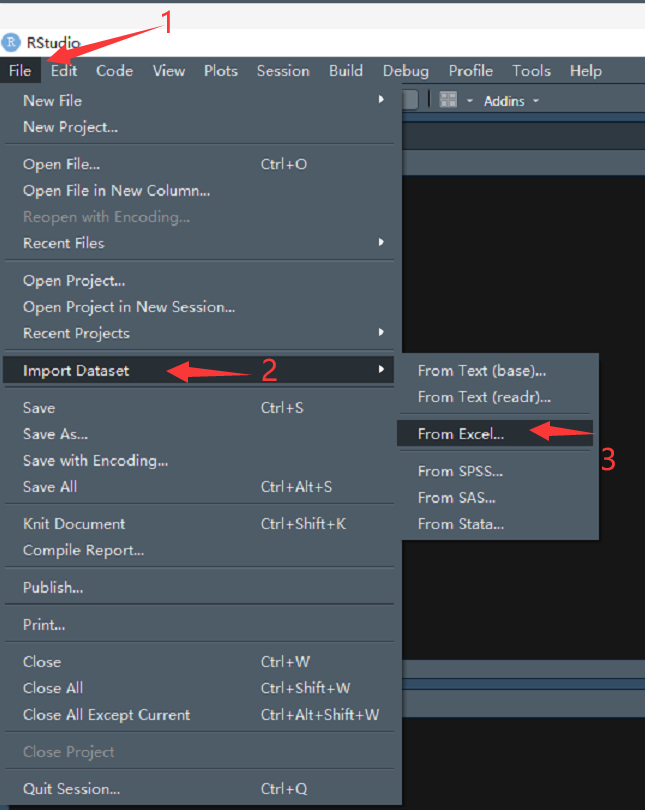 1
R RStudio
File Edit Code View Plots Session Build Debug Profile Tools Help
Addins
New File
New Project...
Open File... Ctrl+O
Open File in New Column...
Reopen with Encoding...
Recent Files
Open Project...
Open Project in New Session...
Recent Projects
Import Dataset 2
Save Ctrl+S
Save As...
Save with Encoding...
Save All Ctrl+Alt+S
Knit Document Ctrl+Shift+K
Compile Report...
Publish...
Print...
Close Ctrl+W
Close All Ctrl+Shift+W
Close All Except Current Ctrl+Alt+Shift+W
Close Project
Quit Session... Ctrl+Q
From Text (base)...
From Text (readr)...
From Excel...
3
From SPSS...
From SAS...
From Stata...